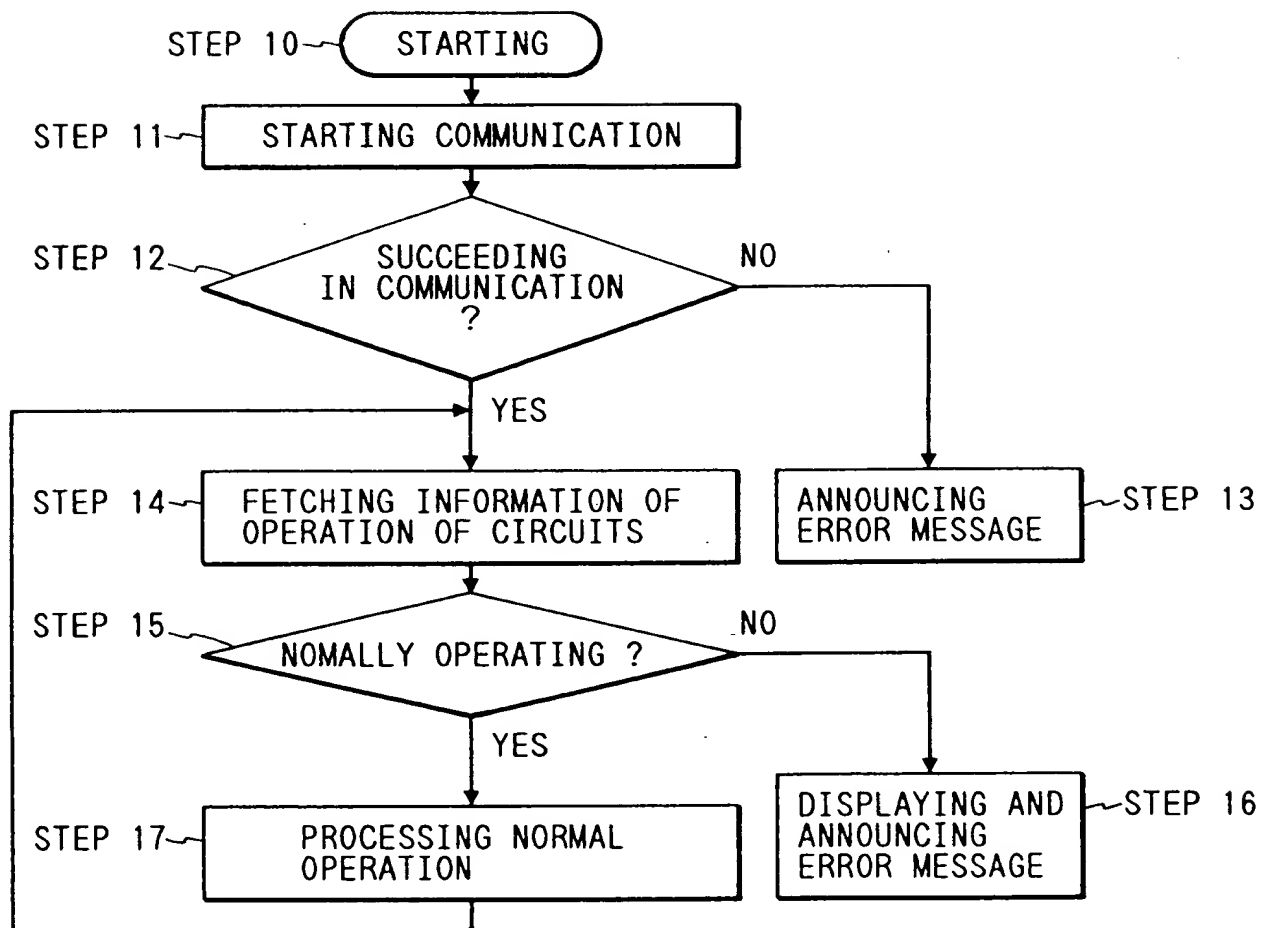 STEP 10
STARTING
STEP 11
STARTING COMMUNICATION
STEP 12
SUCCEEDING
IN COMMUNICATION
?
NO
YES
STEP 14
FETCHING INFORMATION OF
OPERATION OF CIRCUITS
ANNOUNCING
ERROR MESSAGE
STEP 13
STEP 15
NOMALLY OPERATING ?
NO
YES
STEP 17
PROCESSING NORMAL
OPERATION
DISPLAYING AND
ANNOUNCING
ERROR MESSAGE
STEP 16